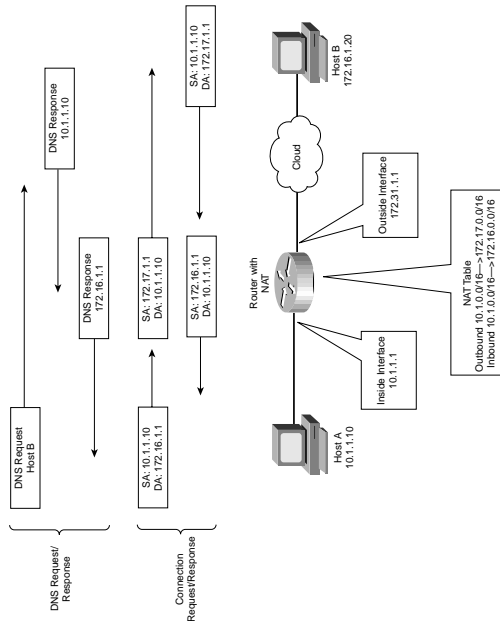 DNS Request/
Response
DNS Request
Host B
DNS Response
172.16.1.1
DNS Response
10.1.1.10
Connection
Request/Response
SA: 10.1.1.10
DA: 172.16.1.1
SA: 172.17.1.1
DA: 10.1.1.10
SA: 172.16.1.1
DA: 10.1.1.10
SA: 10.1.1.10
DA: 172.17.1.1
Router with
NAT
Cloud
Host A
10.1.1.10
Host B
172.16.1.20
Inside Interface
10.1.1.1
Outside Interface
172.31.1.1
NAT Table
Outbound 10.1.0.0/16—>172.17.0.0/16
Inbound 10.1.0.0/16—>172.16.0.0/16